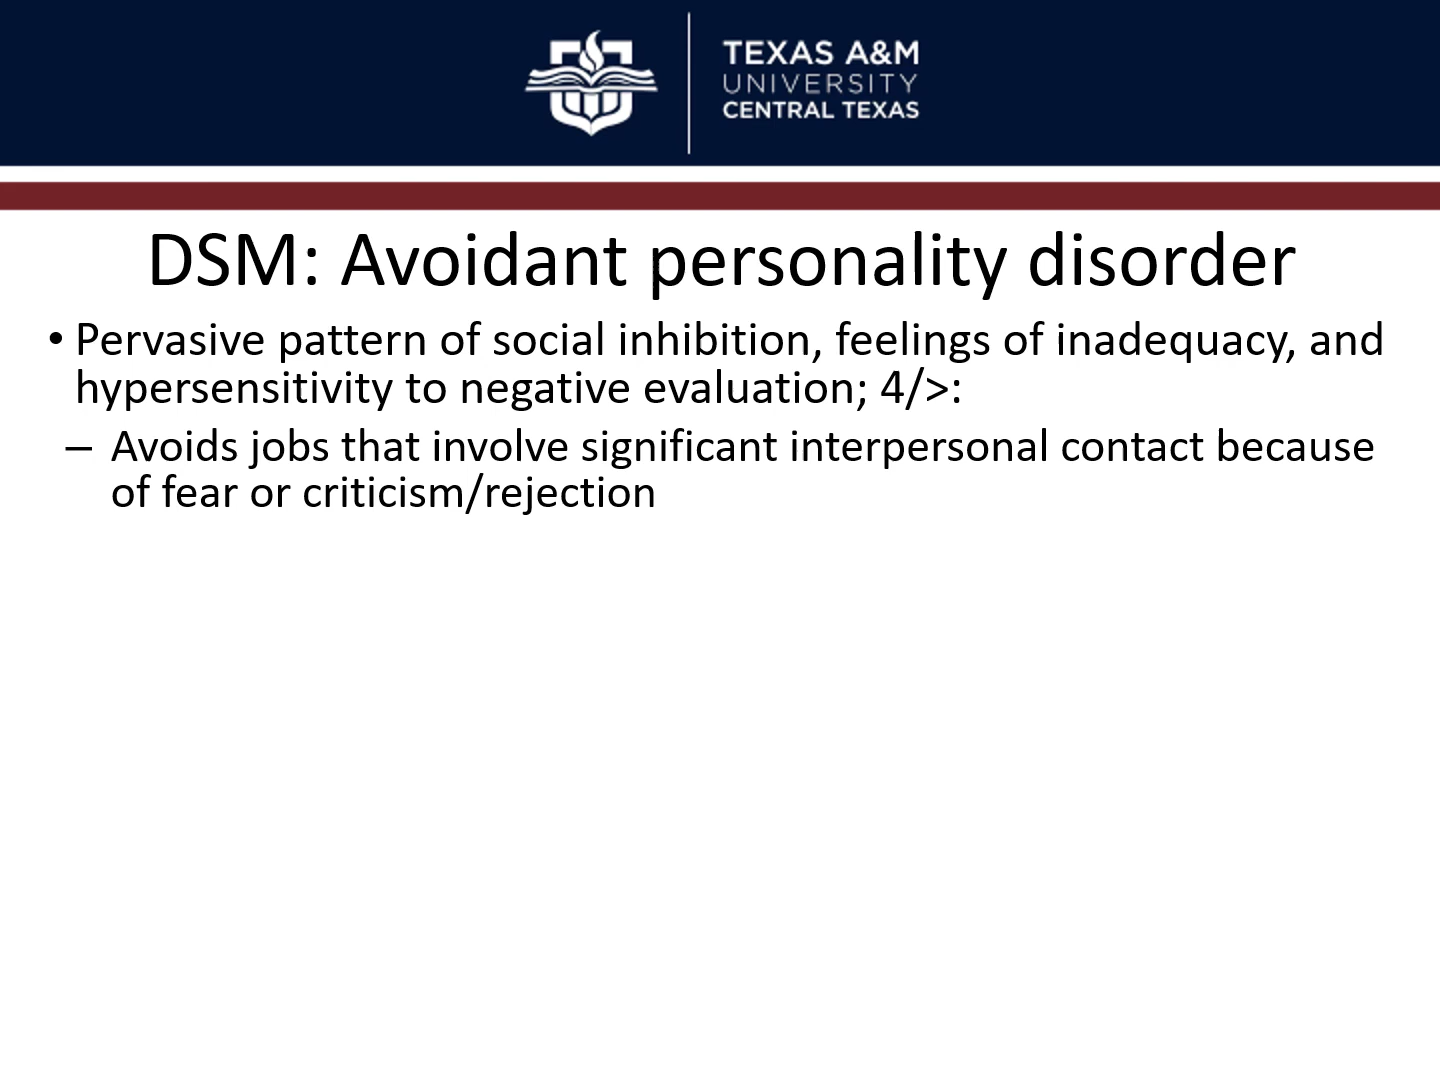 TEXAS A&M
UNIVERSITY
CENTRAL TEXAS
DSM: Avoidant personality disorder
• Pervasive pattern of social inhibition, feelings of inadequacy, and
hypersensitivity to negative evaluation; 4/>:
– Avoids jobs that involve significant interpersonal contact because
of fear or criticism/rejection